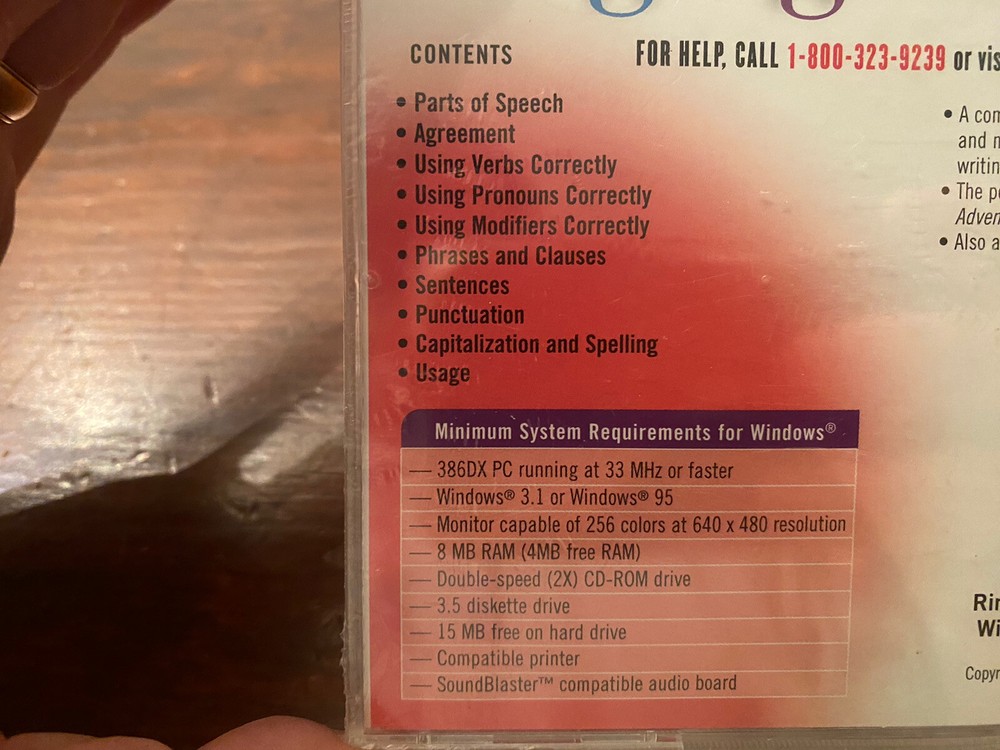 CONTENTS
FOR HELP, CALL 1-800-323-9239 or
• Parts of Speech
• Agreement
• Using Verbs Correctly
• Using Pronouns Correctly
• Using Modifiers Correctly
• Phrases and Clauses
• Sentences
• Punctuation
• Capitalization and Spelling
• Usage
• A
and
• The
• Also
Minimum System Requirements for Windows®
— 386DX PC running at 33 MHz or faster
— Windows® 3.1 or Windows® 95
— Monitor capable of 256 colors at 640 x 480 resolution
— 8 MB RAM (4MB free RAM)
— Double-speed (2X) CD-ROM drive
— 3.5 diskette drive
— 15 MB free on hard drive
— Compatible printer
— SoundBlaster™ compatible audio board